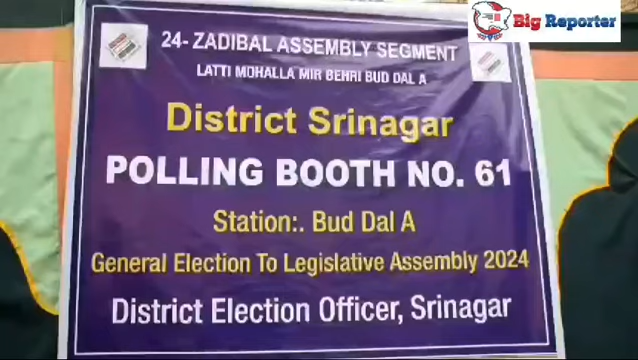 Big Reporter
24- ZADIBAL ASSEMBLY SEGMENT
LATTI MOHALLA MIR BEHRI BUD DAL A
District Srinagar
POLLING BOOTH NO. 61
Station:. Bud Dal A
General Election To Legislative Assembly 2024
District Election Officer, Srinagar